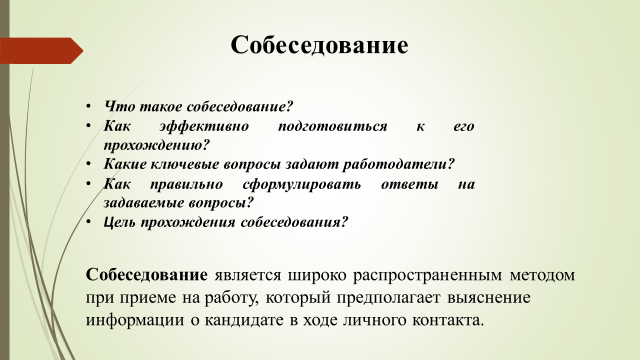 Собеседование
• Что такое собеседование?
• Как эффективно подготовиться к его
прохождению?
• Какие ключевые вопросы задают работодатели?
• Как правильно сформулировать ответы на
задаваемые вопросы?
• Цель прохождения собеседования?
Собеседование является широко распространенным методом
при приеме на работу, который предполагает выяснение
информации о кандидате в ходе личного контакта.